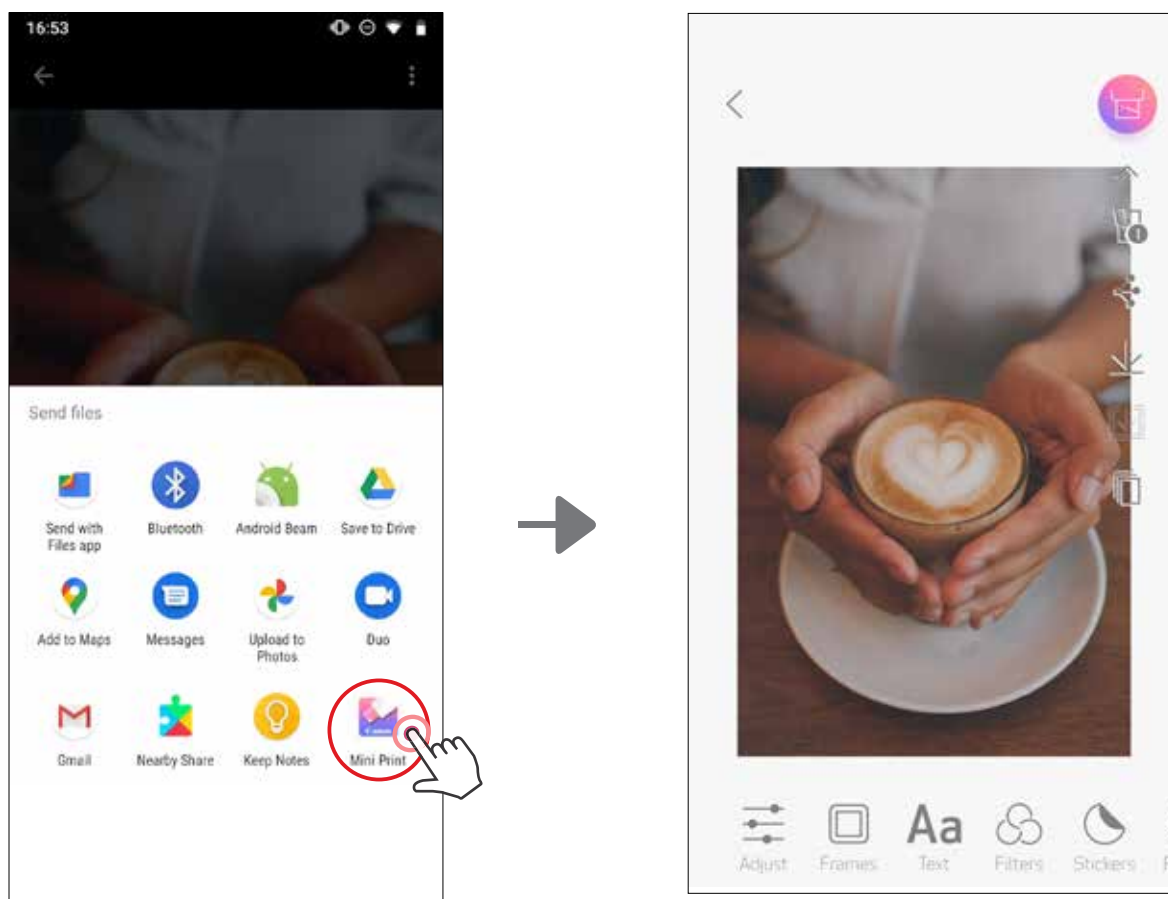 16:53
Send files
Send with
Files app
Bluetooth
Android Beam
Save to Drive
Add to Maps
Messages
Upload to
Photos
Duo
Gmail
Nearby Share
Keep Notes
Canon
Mini Print
Adjust
Frames
Aa
Text
Filters
Stickers